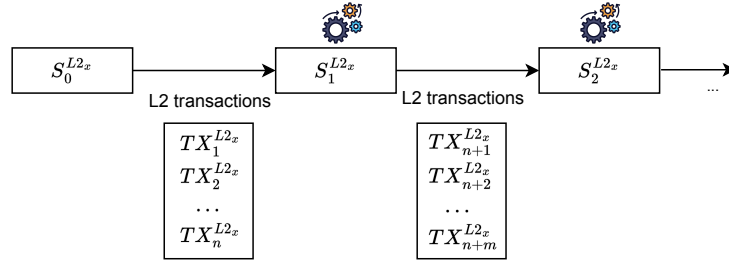 $S_0^{L2_x}$ $S_1^{L2_x}$ $S_2^{L2_x}$
...
L2 transactions L2 transactions
$TX_1^{L2_x}$
$TX_2^{L2_x}$
...
$TX_n^{L2_x}$
$TX_{n+1}^{L2_x}$
$TX_{n+2}^{L2_x}$
...
$TX_{n+m}^{L2_x}$